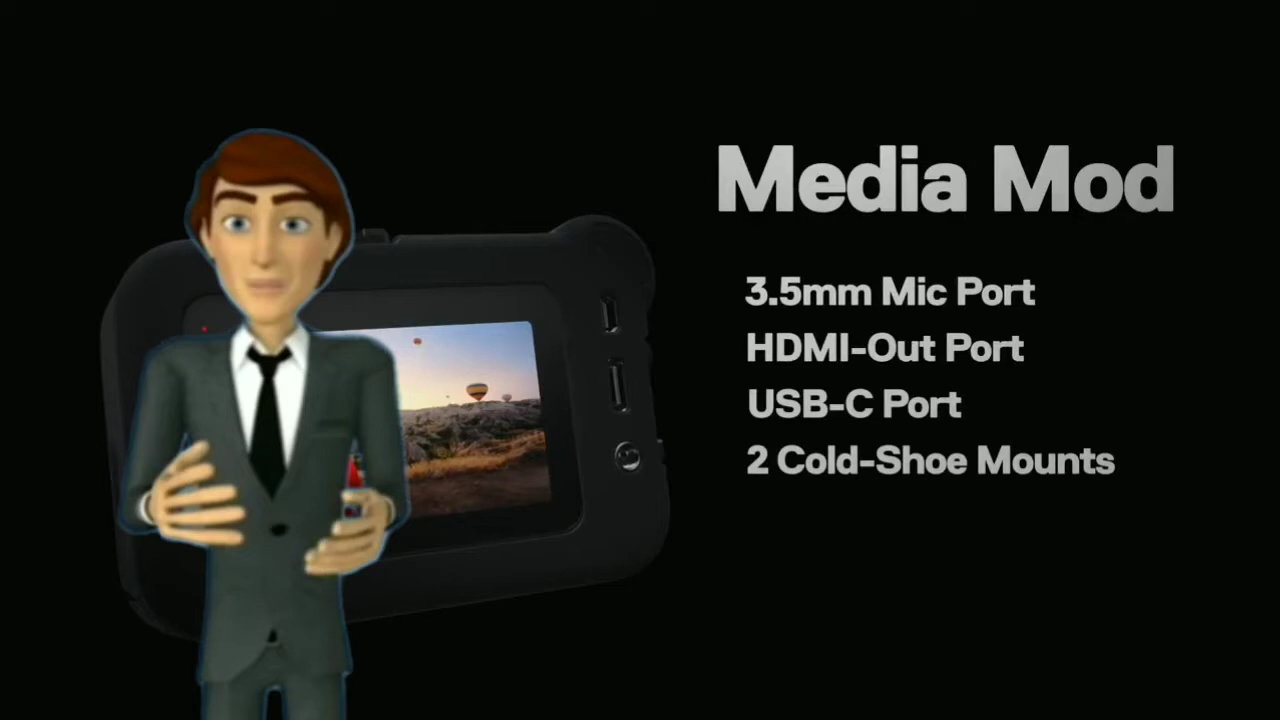 Media Mod
3.5mm Mic Port
HDMI-Out Port
USB-C Port
2 Cold-Shoe Mounts